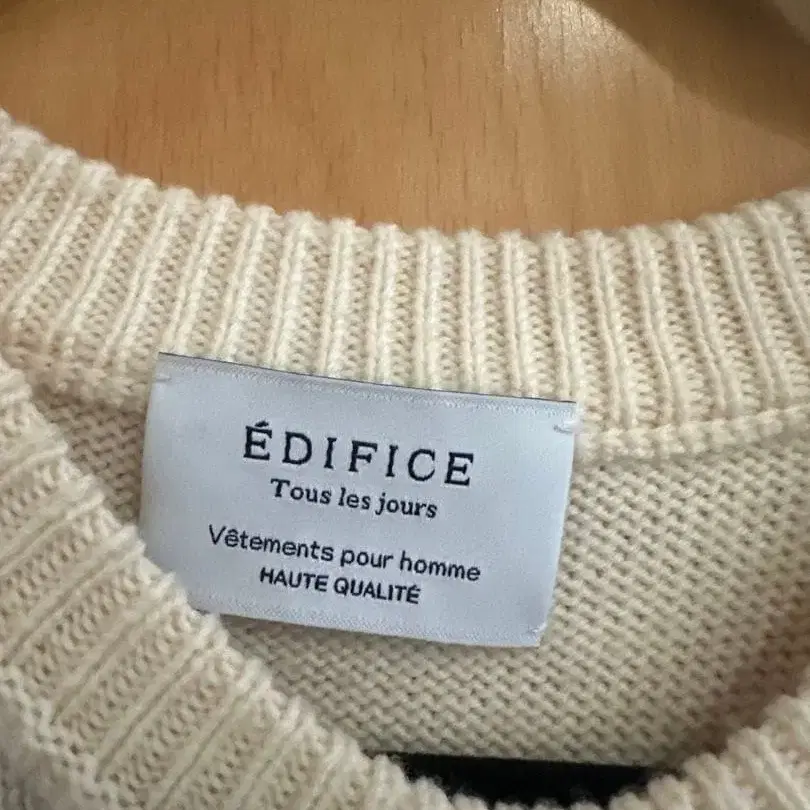 ÉDIFICE
Tous les jours
Vêtements pour homme
HAUTE QUALITÉ